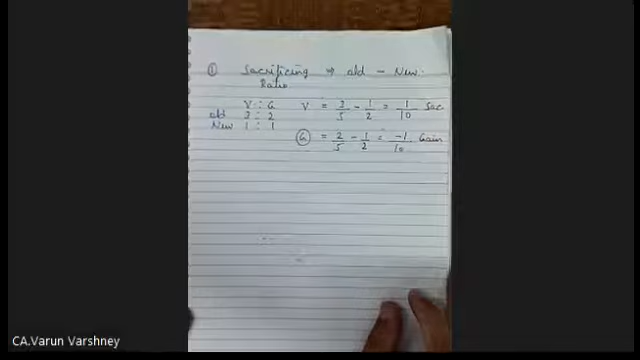 ① Sacrificing ⇒ old - New
Ratio
V : G
old 3 : 2
New 1 : 1
V = 3/5 - 1/2 = 1/10 Sac
G = 2/5 - 1/2 = -1/10 Gain
CA.Varun Varshney